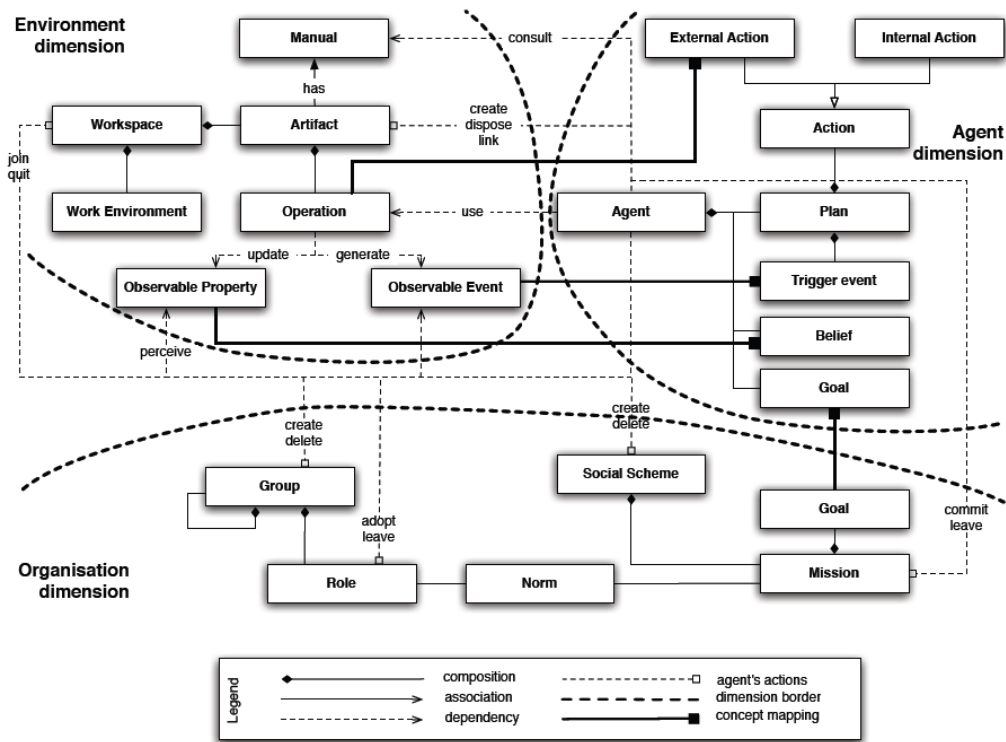 Environment
dimension
Manual
consult
External Action
Internal Action
has
Workspace
Artifact
create
dispose
link
Action
Agent
dimension
join
quit
Work Environment
Operation
use
Agent
Plan
update
generate
Observable Property
Observable Event
Trigger event
perceive
Belief
Goal
create
delete
create
delete
Group
Social Scheme
Goal
commit
leave
adopt
leave
Organisation
dimension
Role
Norm
Mission
Legend
composition
agent's actions
association
dimension border
dependency
concept mapping